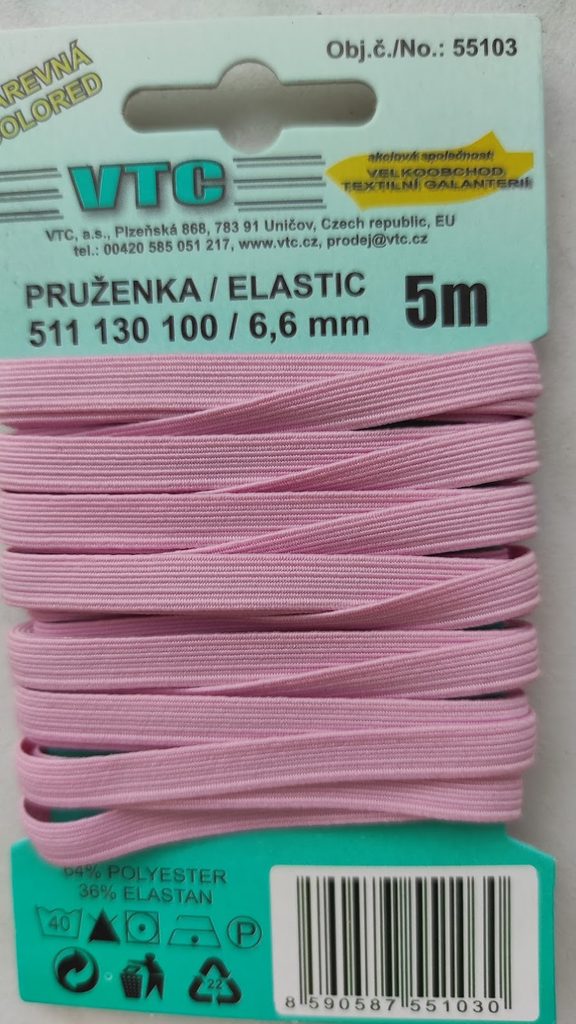 Obj.č./No.: 55103
AREVNÁ
OLORED
VTC
akciová společnost
VELKOOBCHOD
TEXTILNÍ GALANTERIÍ
VTC, a.s., Plzeňská 868, 783 91 Uničov, Czech republic, EU
tel.: 00420 585 051 217, www.vtc.cz, prodej@vtc.cz
PRUŽENKA / ELASTIC
5m
511 130 100 / 6,6 mm
64% POLYESTER
36% ELASTAN
40
P
22
8 590587 551030